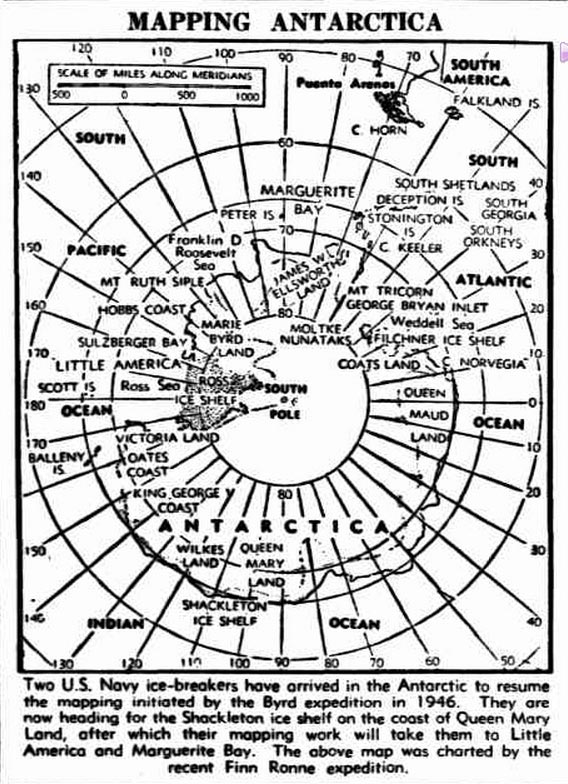 MAPPING ANTARCTICA
120 110 100 90 80 70
SCALE OF MILES ALONG MERIDIANS
500 0 500 1000
SOUTH
AMERICA
Puenta Arenas
FALKLAND IS.
C. HORN
130
SOUTH
60
SOUTH
140
MARGUERITE
BAY
SOUTH SHETLANDS
40
DECEPTION IS
SOUTH
GEORGIA
PETER IS
STONINGTON
IS
70
SOUTH
ORKNEYS
C KEELER
Franklin D
Roosevelt
Sea
150
PACIFIC
30
JAMES W L
ELLSWORTH
LAND
MT RUTH SIPLE
ATLANTIC
MT TRICORN
GEORGE BRYAN INLET
160
HOBBS COAST
20
80
MARIE
BYRD
LAND
MOLTKE
NUNATAKS
Weddell Sea
FILCHNER ICE SHELF
SULZBERGER BAY
170
10
LITTLE AMERICA
COATS LAND
C NORVEGIA
SCOTT IS
Ross Sea
ROSS
ICE SHELF
SOUTH
POLE
QUEEN
MAUD
LAND
180
OCEAN
0
OCEAN
170
VICTORIA LAND
10
BALLENY
IS.
OATES
COAST
KING GEORGE V
COAST
80
20
ANTARCTICA
150
WILKES
LAND
QUEEN
MARY
LAND
30
SHACKLETON
ICE SHELF
140
INDIAN
OCEAN
40
130 110 100 90 80 70 60 50
Two U.S. Navy ice-breakers have arrived in the Antarctic to resume
the mapping initiated by the Byrd expedition in 1946. They are
now heading for the Shackleton ice shelf on the coast of Queen Mary
Land, after which their mapping work will take them to Little
America and Marguerite Bay. The above map was charted by the
recent Finn Ronne expedition.